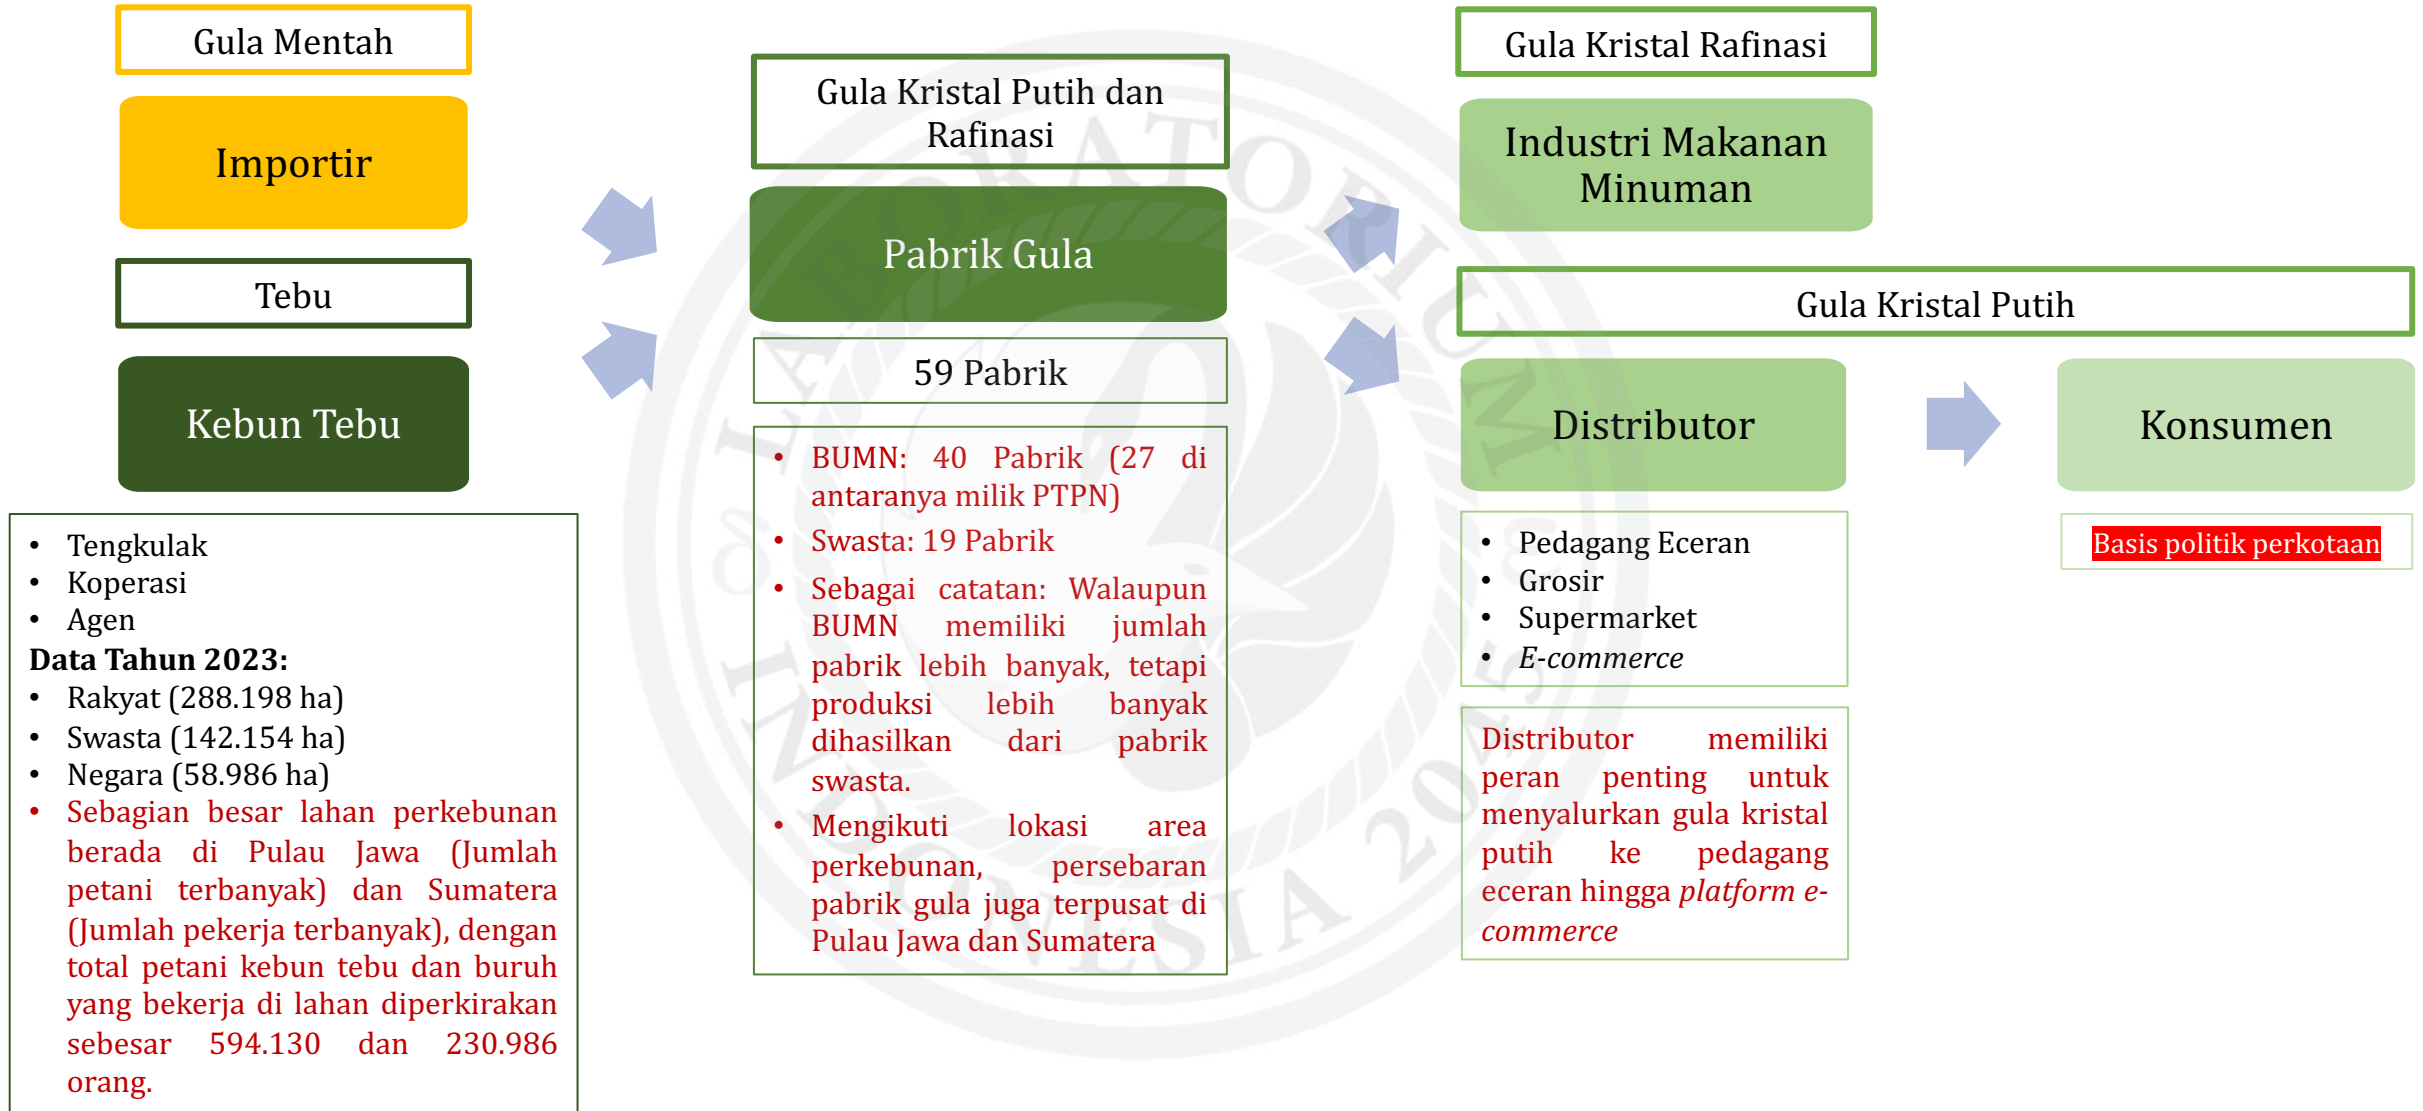 Gula Mentah
Importir
Tebu
Kebun Tebu
• Tengkulak
• Koperasi
• Agen
Data Tahun 2023:
• Rakyat (288.198 ha)
• Swasta (142.154 ha)
• Negara (58.986 ha)
• Sebagian besar lahan perkebunan
berada di Pulau Jawa (Jumlah
petani terbanyak) dan Sumatera
(Jumlah pekerja terbanyak), dengan
total petani kebun tebu dan buruh
yang bekerja di lahan diperkirakan
sebesar 594.130 dan 230.986
orang.
Gula Kristal Putih dan
Rafinasi
Pabrik Gula
59 Pabrik
• BUMN: 40 Pabrik (27 di
antaranya milik PTPN)
• Swasta: 19 Pabrik
• Sebagai catatan: Walaupun
BUMN memiliki jumlah
pabrik lebih banyak, tetapi
produksi lebih banyak
dihasilkan dari pabrik
swasta.
• Mengikuti lokasi area
perkebunan, persebaran
pabrik gula juga terpusat di
Pulau Jawa dan Sumatera
Gula Kristal Rafinasi
Industri Makanan
Minuman
Gula Kristal Putih
Distributor
• Pedagang Eceran
• Grosir
• Supermarket
• E-commerce
Distributor memiliki
peran penting untuk
menyalurkan gula kristal
putih ke pedagang
eceran hingga platform e-
commerce
Konsumen
Basis politik perkotaan
LABORATORIUM
INDONESIA 2045